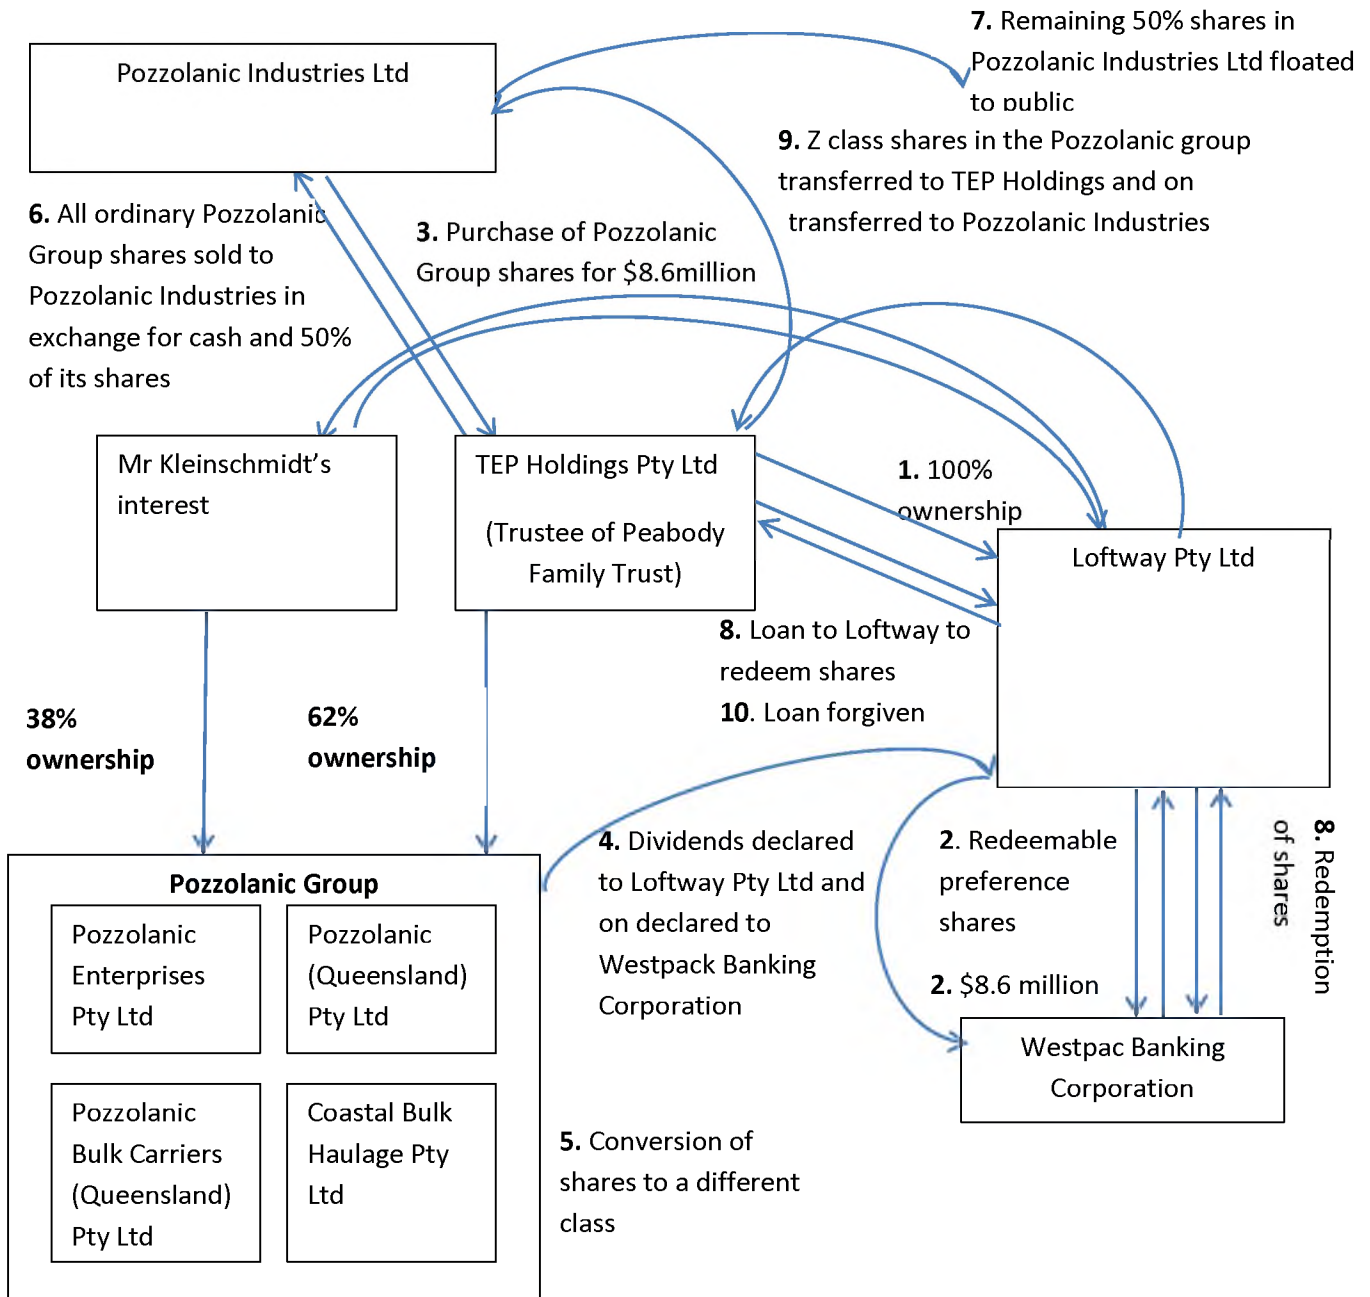 7. Remaining 50% shares in
Pozzolanic Industries Ltd floated
to public
Pozzolanic Industries Ltd
9. Z class shares in the Pozzolanic group
transferred to TEP Holdings and on
transferred to Pozzolanic Industries
6. All ordinary Pozzolanic
Group shares sold to
Pozzolanic Industries in
exchange for cash and 50%
of its shares
3. Purchase of Pozzolanic
Group shares for $8.6million
Mr Kleinschmidt's
interest
TEP Holdings Pty Ltd
(Trustee of Peabody
Family Trust)
1. 100%
ownership
Loftway Pty Ltd
8. Loan to Loftway to
redeem shares
10. Loan forgiven
38%
ownership
62%
ownership
4. Dividends declared
to Loftway Pty Ltd and
on declared to
Westpack Banking
Corporation
2. Redeemable
preference
shares
2. $8.6 million
8. Redemption
of shares
Westpac Banking
Corporation
Pozzolanic Group
Pozzolanic
Enterprises
Pty Ltd
Pozzolanic
(Queensland)
Pty Ltd
Pozzolanic
Bulk Carriers
(Queensland)
Pty Ltd
Coastal Bulk
Haulage Pty
Ltd
5. Conversion of
shares to a different
class